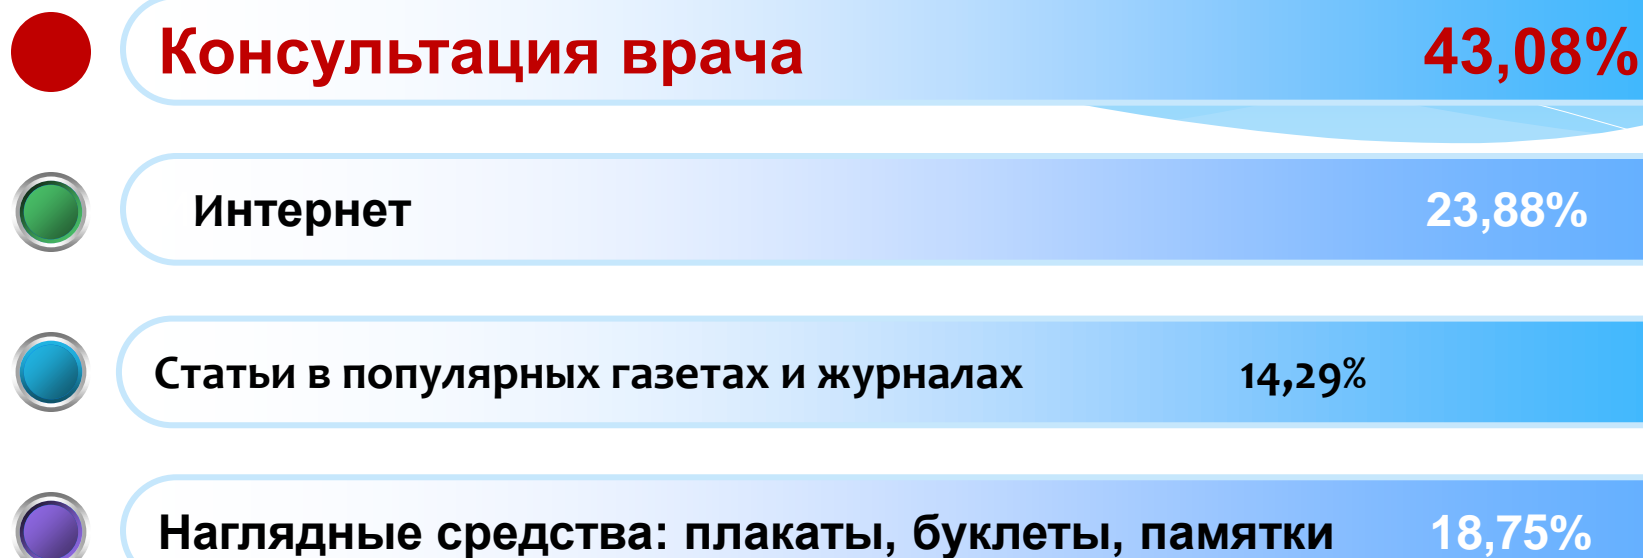 Консультация врача 43,08%
Интернет 23,88%
Статьи в популярных газетах и журналах 14,29%
Наглядные средства: плакаты, буклеты, памятки 18,75%